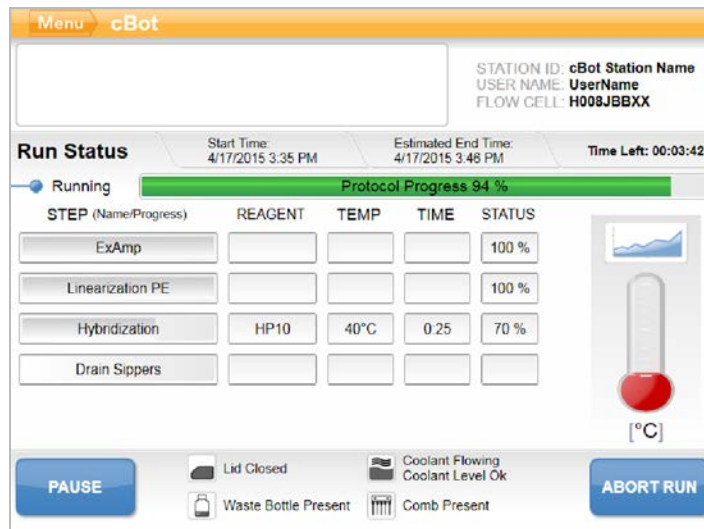 Menu cBot
STATION ID: cBot Station Name
USER NAME: UserName
FLOW CELL: H008JBBXX
Run Status
Start Time:
4/17/2015 3:35 PM
Estimated End Time:
4/17/2015 3:46 PM
Time Left: 00:03:42
Running
Protocol Progress 94 %
STEP (Name/Progress) REAGENT TEMP TIME STATUS
ExAmp 100 %
Linearization PE 100 %
Hybridization HP10 40°C 0:25 70 %
Drain Sippers
[°C]
PAUSE
Lid Closed
Coolant Flowing
Coolant Level Ok
Waste Bottle Present
Comb Present
ABORT RUN